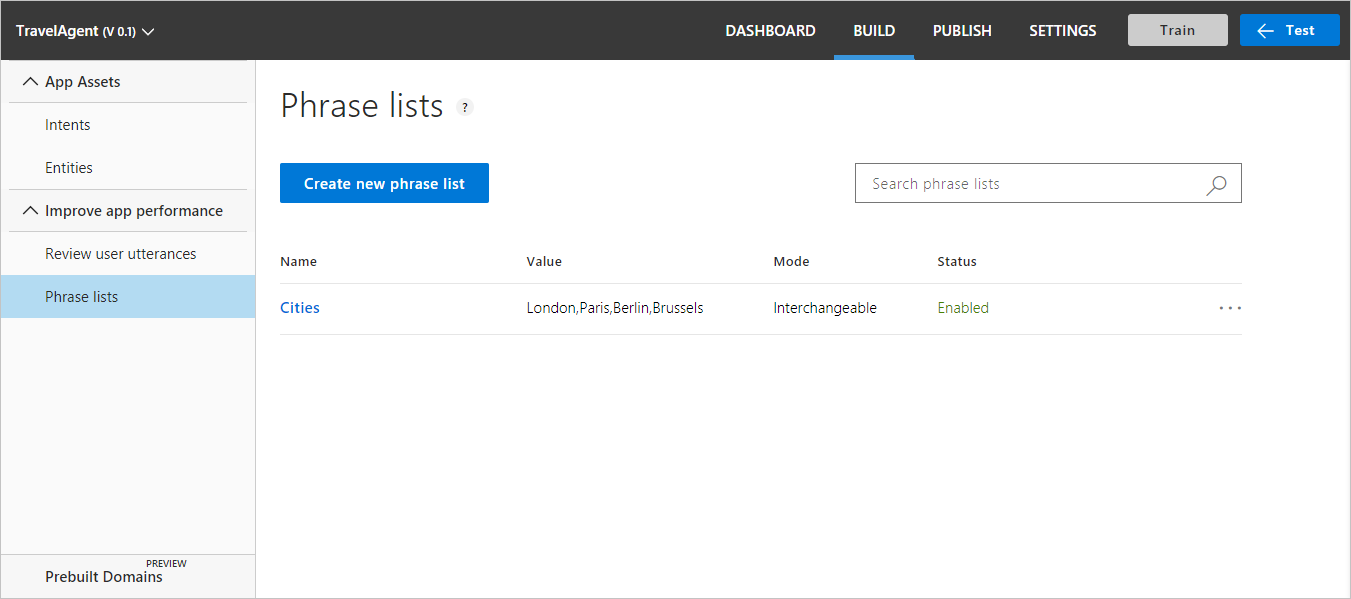 TravelAgent (V 0.1) DASHBOARD BUILD PUBLISH SETTINGS Train Test
App Assets
Intents
Entities
Improve app performance
Review user utterances
Phrase lists
PREVIEW
Prebuilt Domains
Phrase lists ?
Create new phrase list Search phrase lists
Name Value Mode Status
Cities London,Paris,Berlin,Brussels Interchangeable Enabled ...